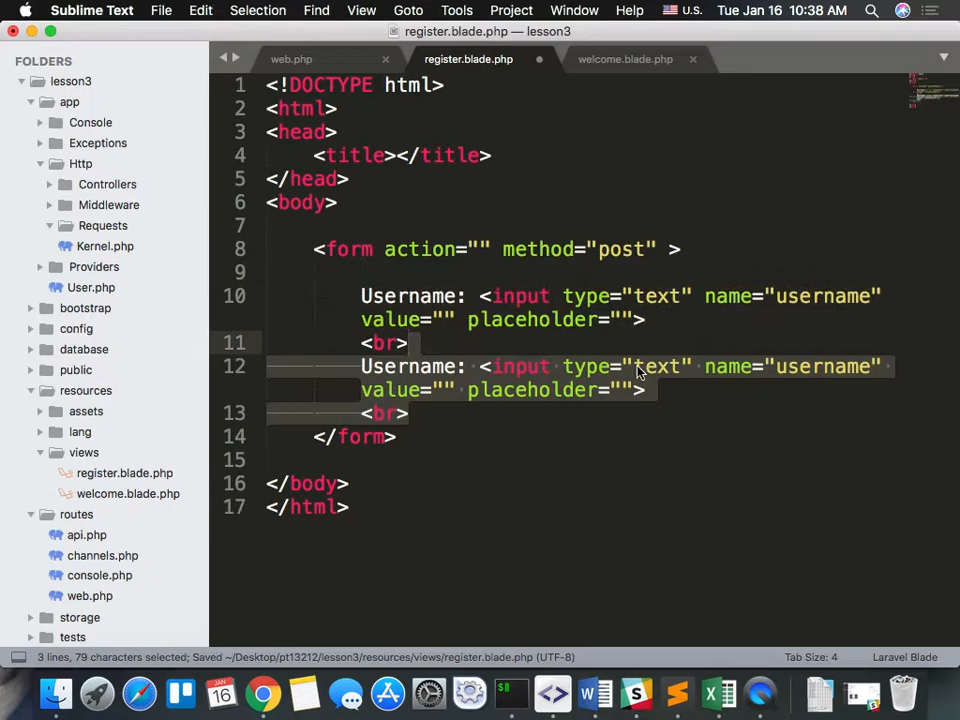 Sublime Text File Edit Selection Find View Goto Tools Project Window Help U.S. Tue Jan 16 10:38 AM
register.blade.php — lesson3
FOLDERS
lesson3
app
Console
Exceptions
Http
Controllers
Middleware
Requests
Kernel.php
Providers
User.php
bootstrap
config
database
public
resources
assets
lang
views
register.blade.php
welcome.blade.php
routes
api.php
channels.php
console.php
web.php
storage
tests
web.php register.blade.php welcome.blade.php
1 <!DOCTYPE html>
2 <html>
3 <head>
4 <title></title>
5 </head>
6 <body>
7
8 <form action="" method="post" >
9
10 Username: <input type="text" name="username"
value="" placeholder="">
11 <br>
12 Username: <input type="text" name="username"
value="" placeholder="">
13 <br>
14 </form>
15
16 </body>
17 </html>
3 lines, 79 characters selected; Saved ~/Desktop/pt13212/lesson3/resources/views/register.blade.php (UTF-8) Tab Size: 4 Laravel Blade
16